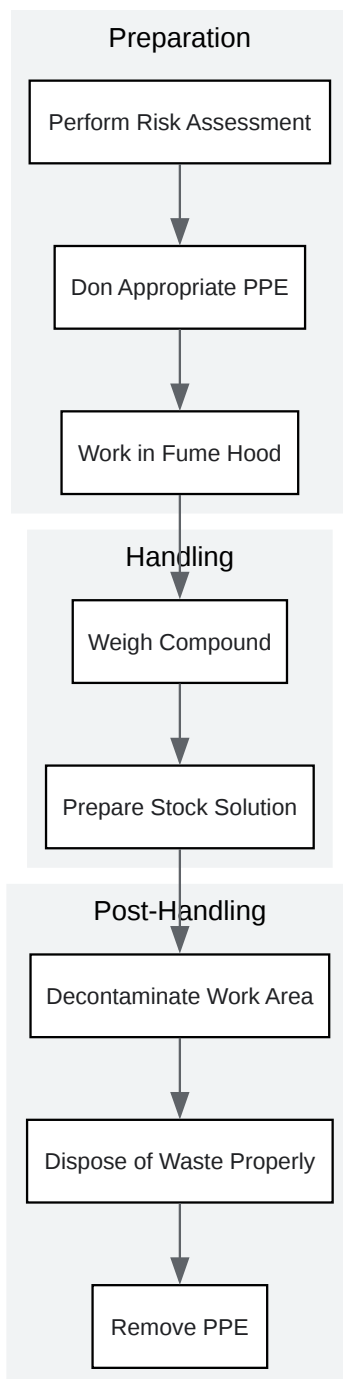 Preparation
Perform Risk Assessment
Don Appropriate PPE
Work in Fume Hood
Handling
Weigh Compound
Prepare Stock Solution
Post-Handling
Decontaminate Work Area
Dispose of Waste Properly
Remove PPE